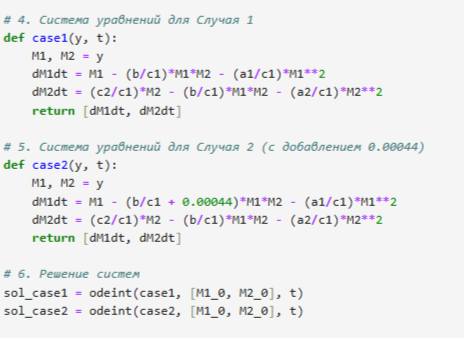 # 4. Система уравнений для Случая 1
def case1(y, t):
    M1, M2 = y
    dM1dt = M1 - (b/c1)*M1*M2 - (a1/c1)*M1**2
    dM2dt = (c2/c1)*M2 - (b/c1)*M1*M2 - (a2/c1)*M2**2
    return [dM1dt, dM2dt]
# 5. Система уравнений для Случая 2 (с добавлением 0.00044)
def case2(y, t):
    M1, M2 = y
    dM1dt = M1 - (b/c1 + 0.00044)*M1*M2 - (a1/c1)*M1**2
    dM2dt = (c2/c1)*M2 - (b/c1)*M1*M2 - (a2/c1)*M2**2
    return [dM1dt, dM2dt]
# 6. Решение систем
sol_case1 = odeint(case1, [M1_0, M2_0], t)
sol_case2 = odeint(case2, [M1_0, M2_0], t)